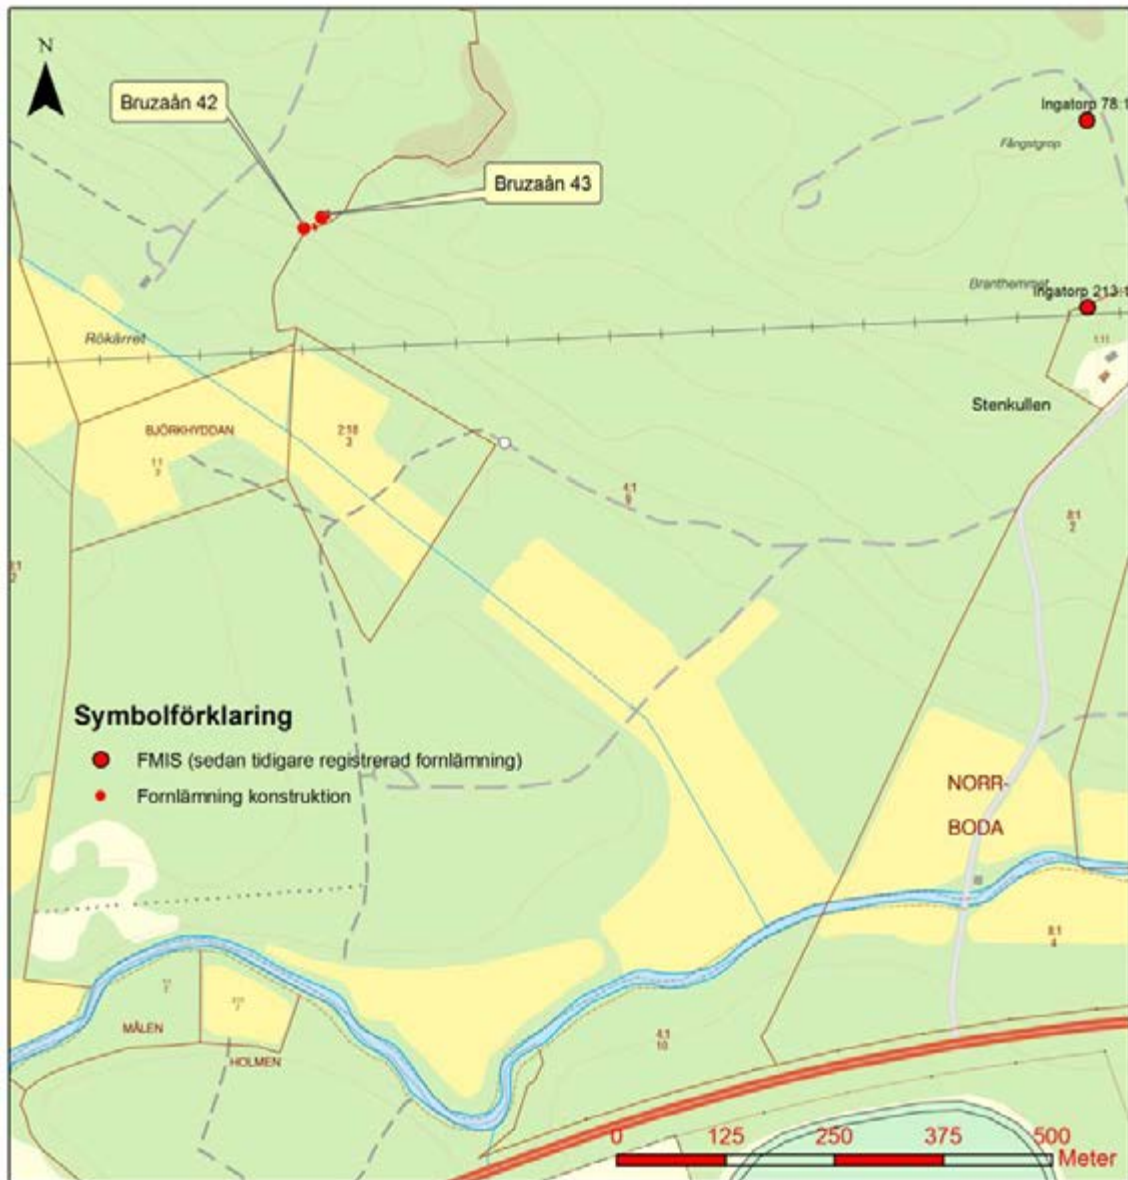 N
Bruzaån 42
Bruzaån 43
Ingatorp 78:1
Fångstgrop
Branthemmet
Ingatorp 213:1
Rökärret
1:11
Stenkullen
BJÖRKHYDDAN
2:18
3
1:1
4:1
9
8:1
2
Symbolförklaring
FMIS (sedan tidigare registrerad fornlämning)
Fornlämning konstruktion
NORR-
BODA
8:1
4
MÅLEN
HOLMEN
4:1
10
0 125 250 375 500
Meter